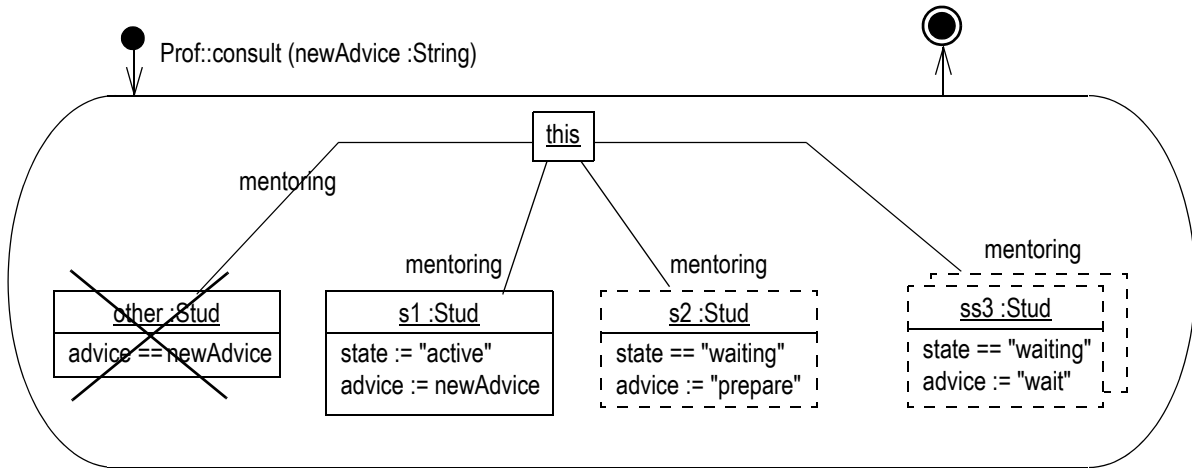 Prof::consult (newAdvice :String)
this
mentoring
mentoring
mentoring
mentoring
other :Stud
advice == newAdvice
s1 :Stud
state := "active"
advice := newAdvice
s2 :Stud
state == "waiting"
advice := "prepare"
ss3 :Stud
state == "waiting"
advice := "wait"